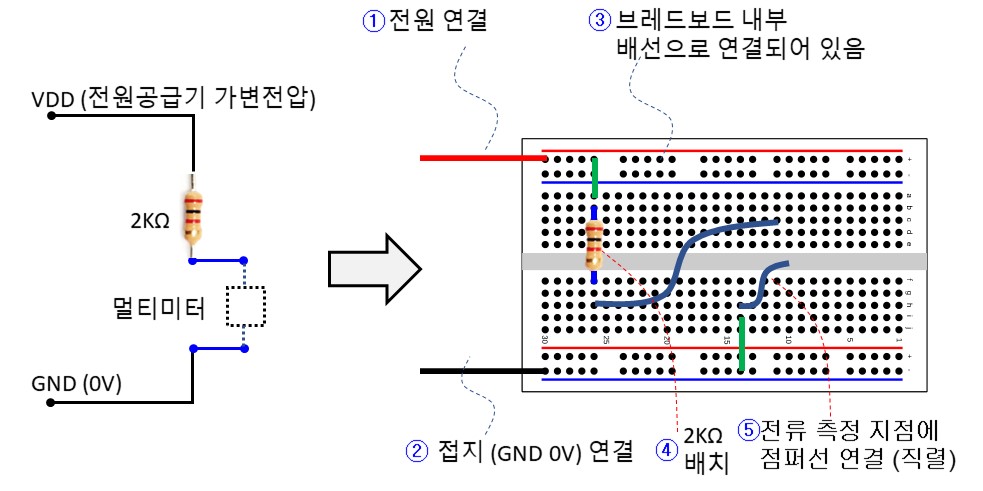 ① 전원 연결
③ 브레드보드 내부
배선으로 연결되어 있음
VDD (전원공급기 가변전압)
2KΩ
멀티미터
GND (0V)
+
-
a
b
c
d
e
f
g
h
i
j
30 25 20 15 10 5 1
+
-
② 접지 (GND 0V) 연결
④ 2KΩ
배치
⑤ 전류 측정 지점에
점퍼선 연결 (직렬)